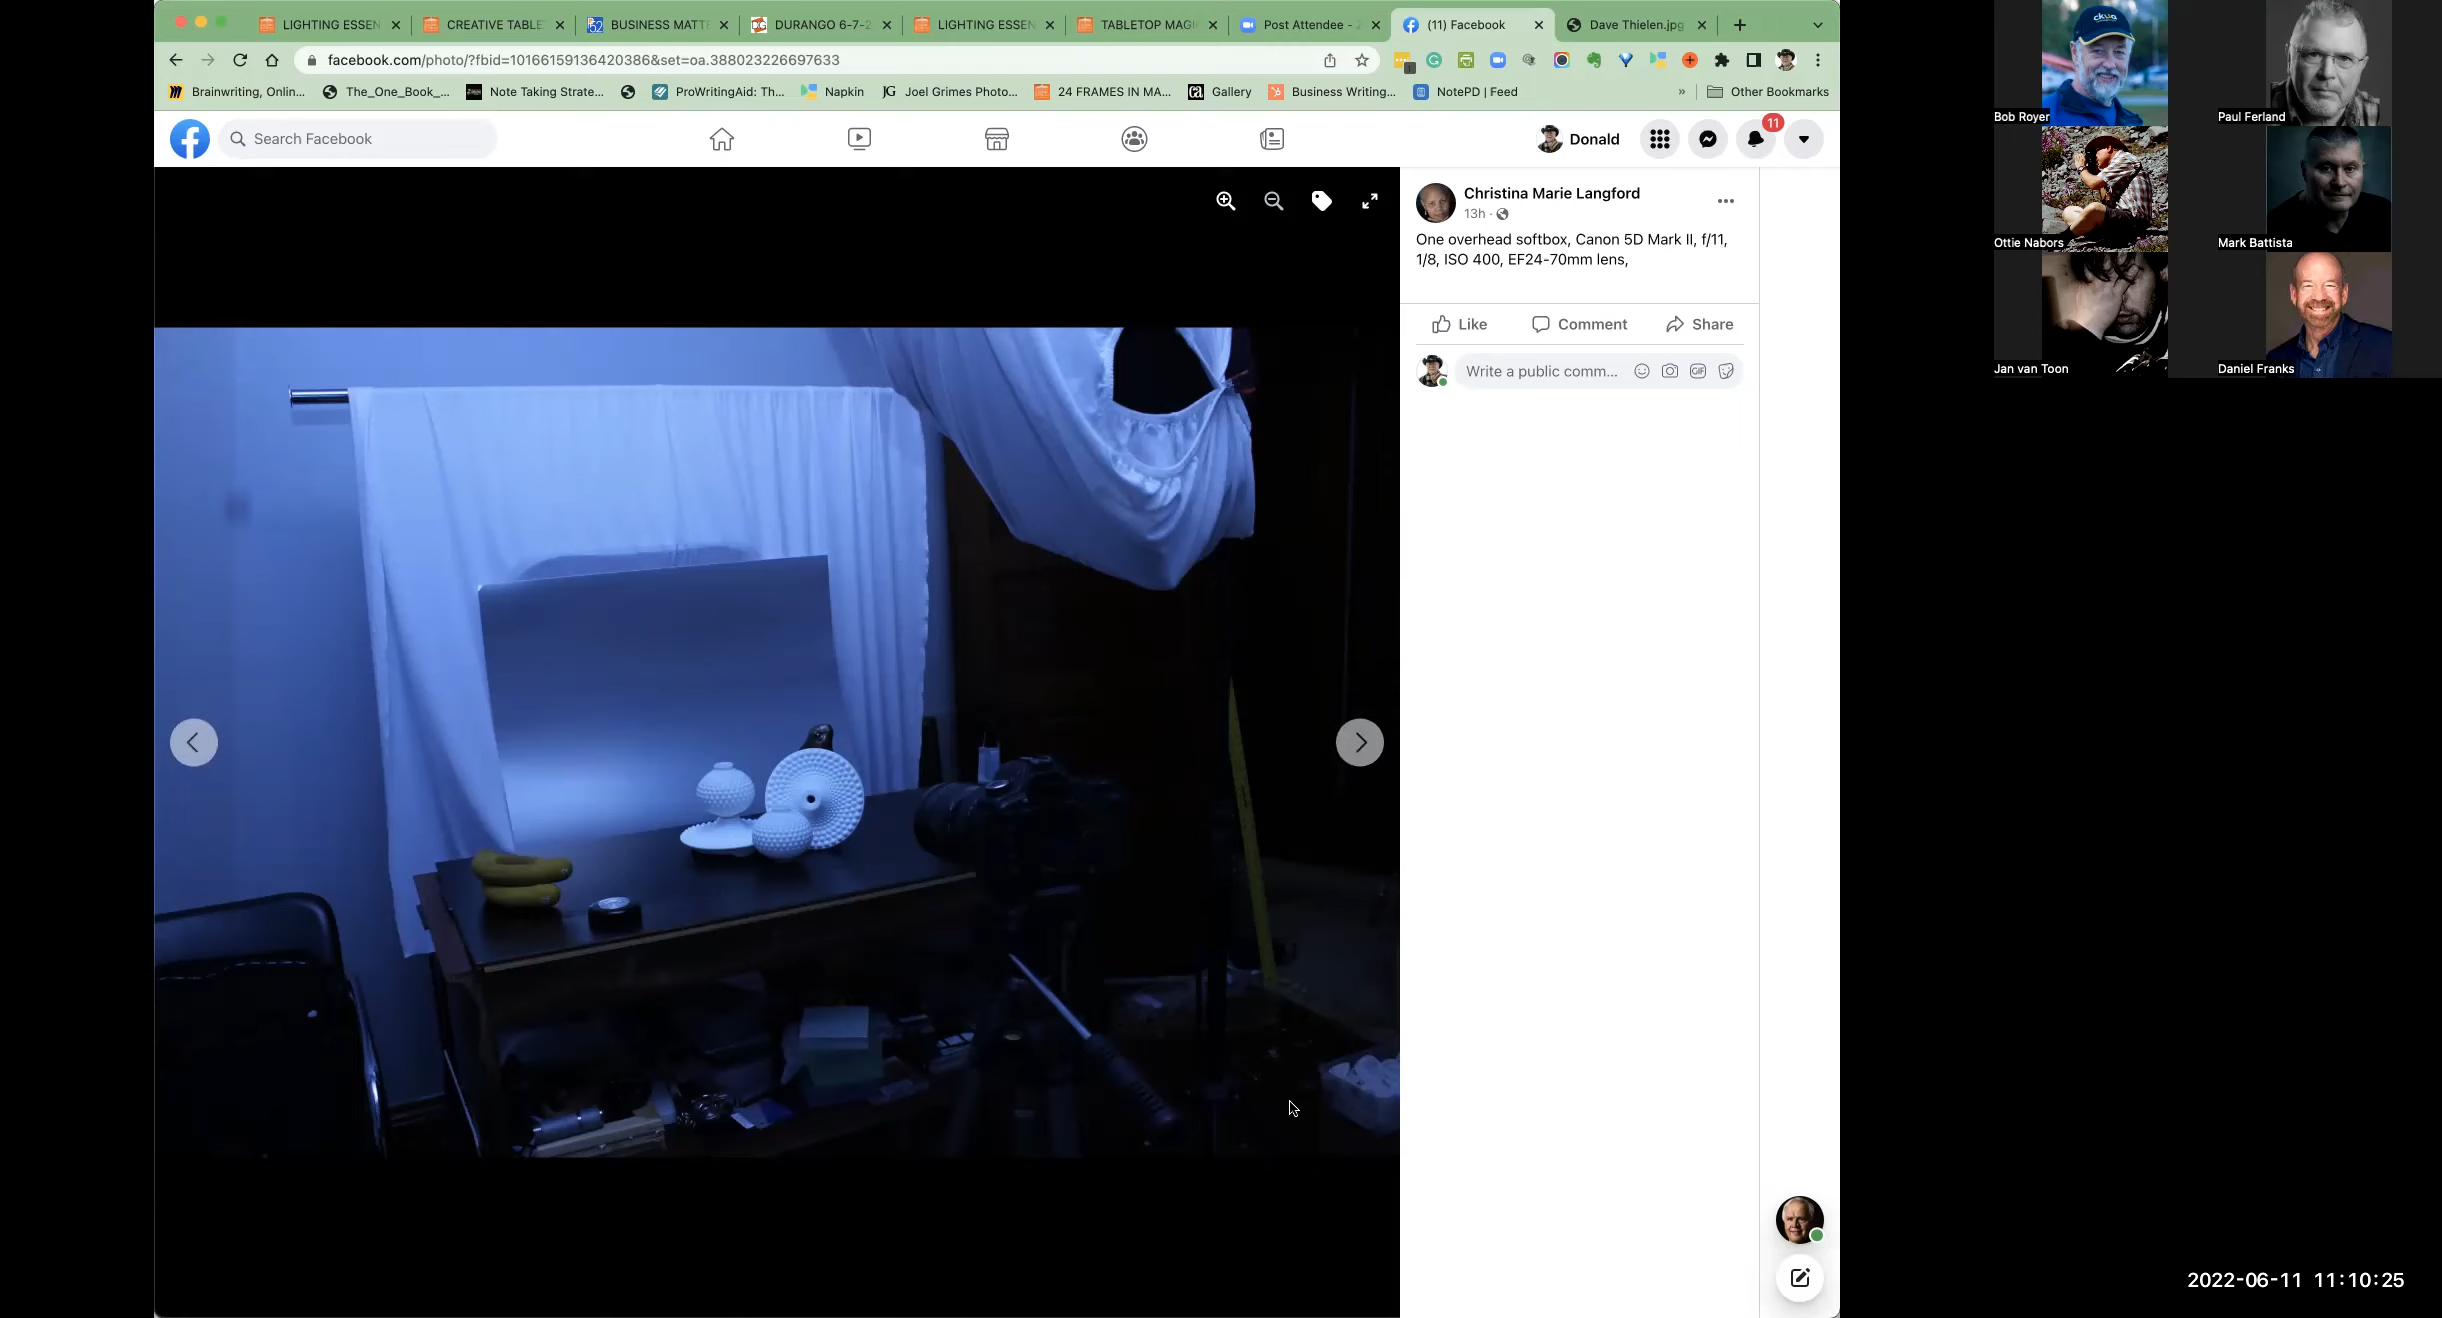 LIGHTING ESSEN
CREATIVE TABLE
BUSINESS MATT
DURANGO 6-7-2
LIGHTING ESSEN
TABLETOP MAGI
Post Attendee -
(11) Facebook
Dave Thielen.jpg
facebook.com/photo/?fbid=10166159136420386&set=oa.388023226697633
Brainwriting, Onlin...
The_One_Book_...
Note Taking Strate...
ProWritingAid: Th...
Napkin
JG Joel Grimes Photo...
24 FRAMES IN MA...
Gallery
Business Writing...
NotePD | Feed
» Other Bookmarks
Search Facebook
Donald
11
Christina Marie Langford
13h ·
One overhead softbox, Canon 5D Mark II, f/11,
1/8, ISO 400, EF24-70mm lens,
Like Comment Share
Write a public comm...
GIF
Bob Royer
Paul Ferland
Ottie Nabors
Mark Battista
Jan van Toon
Daniel Franks
2022-06-11 11:10:25